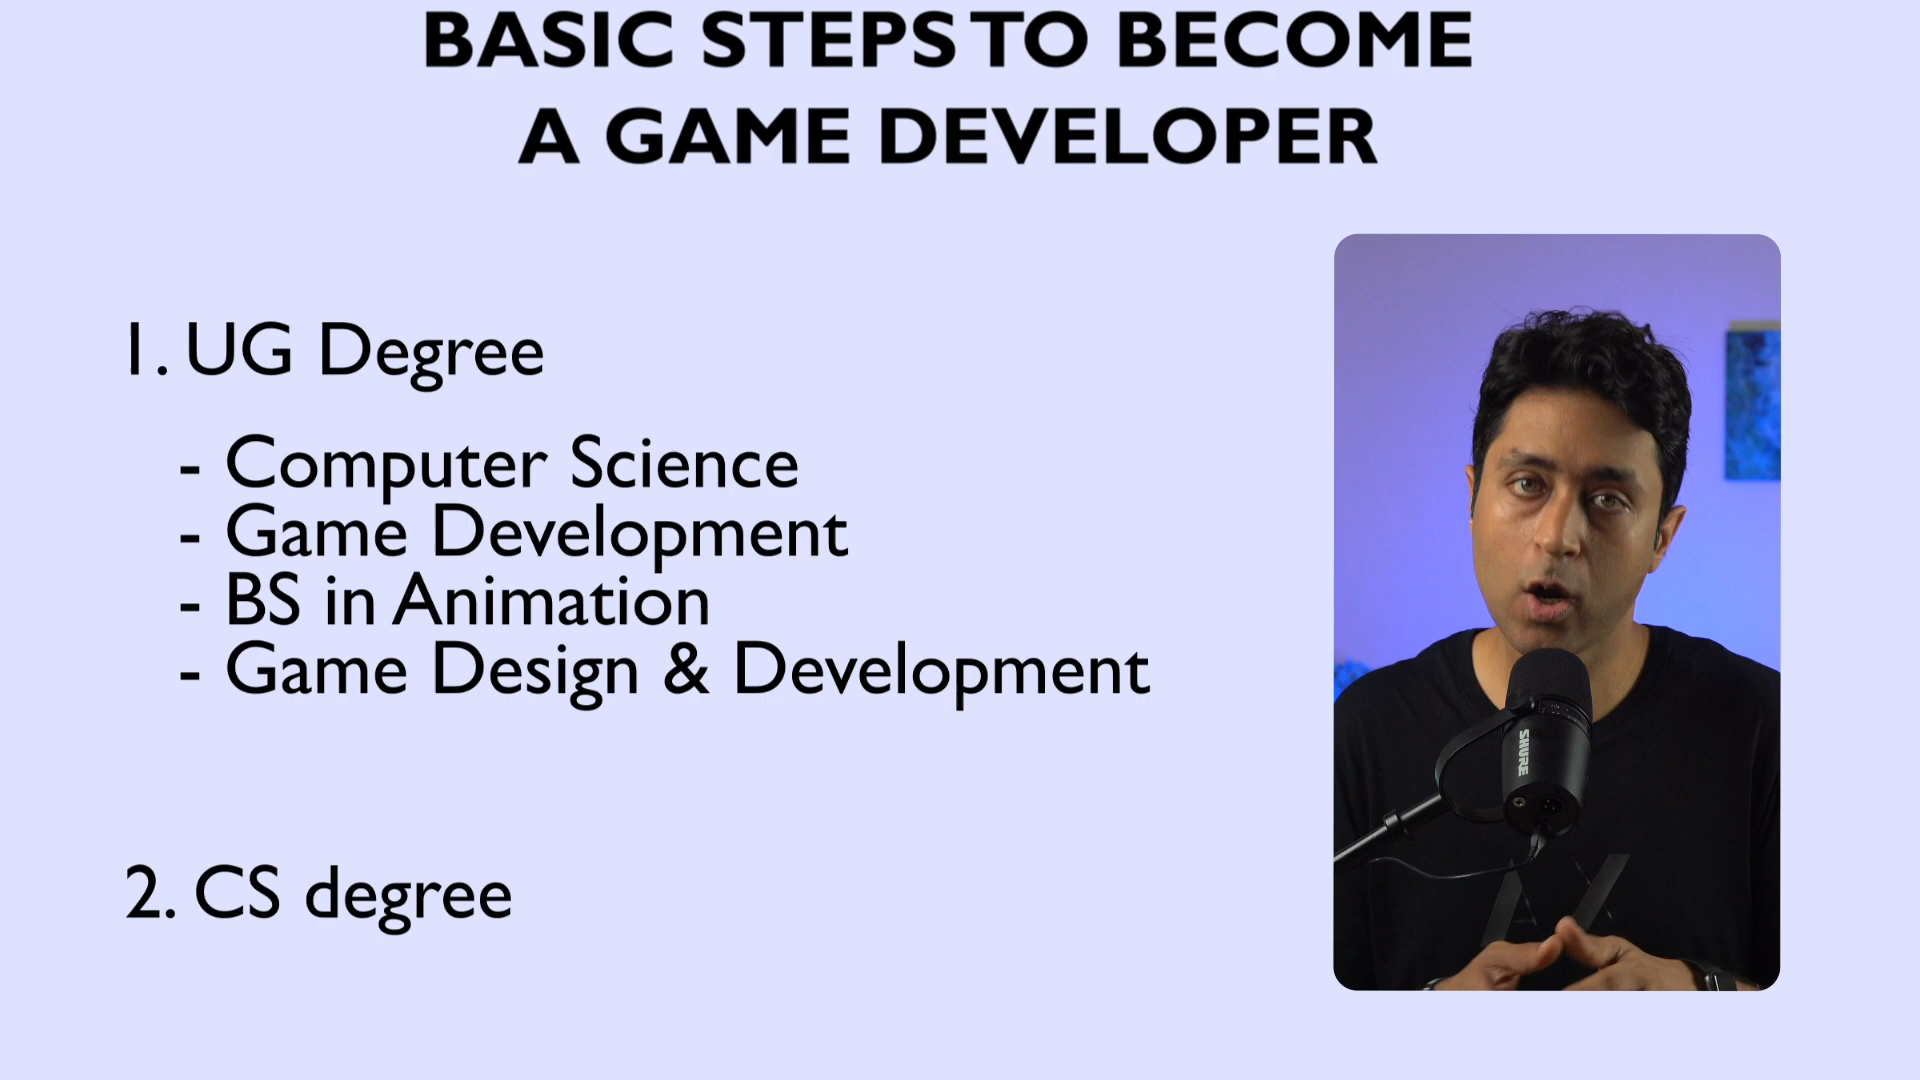 BASIC STEPS TO BECOME
A GAME DEVELOPER
1. UG Degree
- Computer Science
- Game Development
- BS in Animation
- Game Design & Development
2. CS degree
SHURE